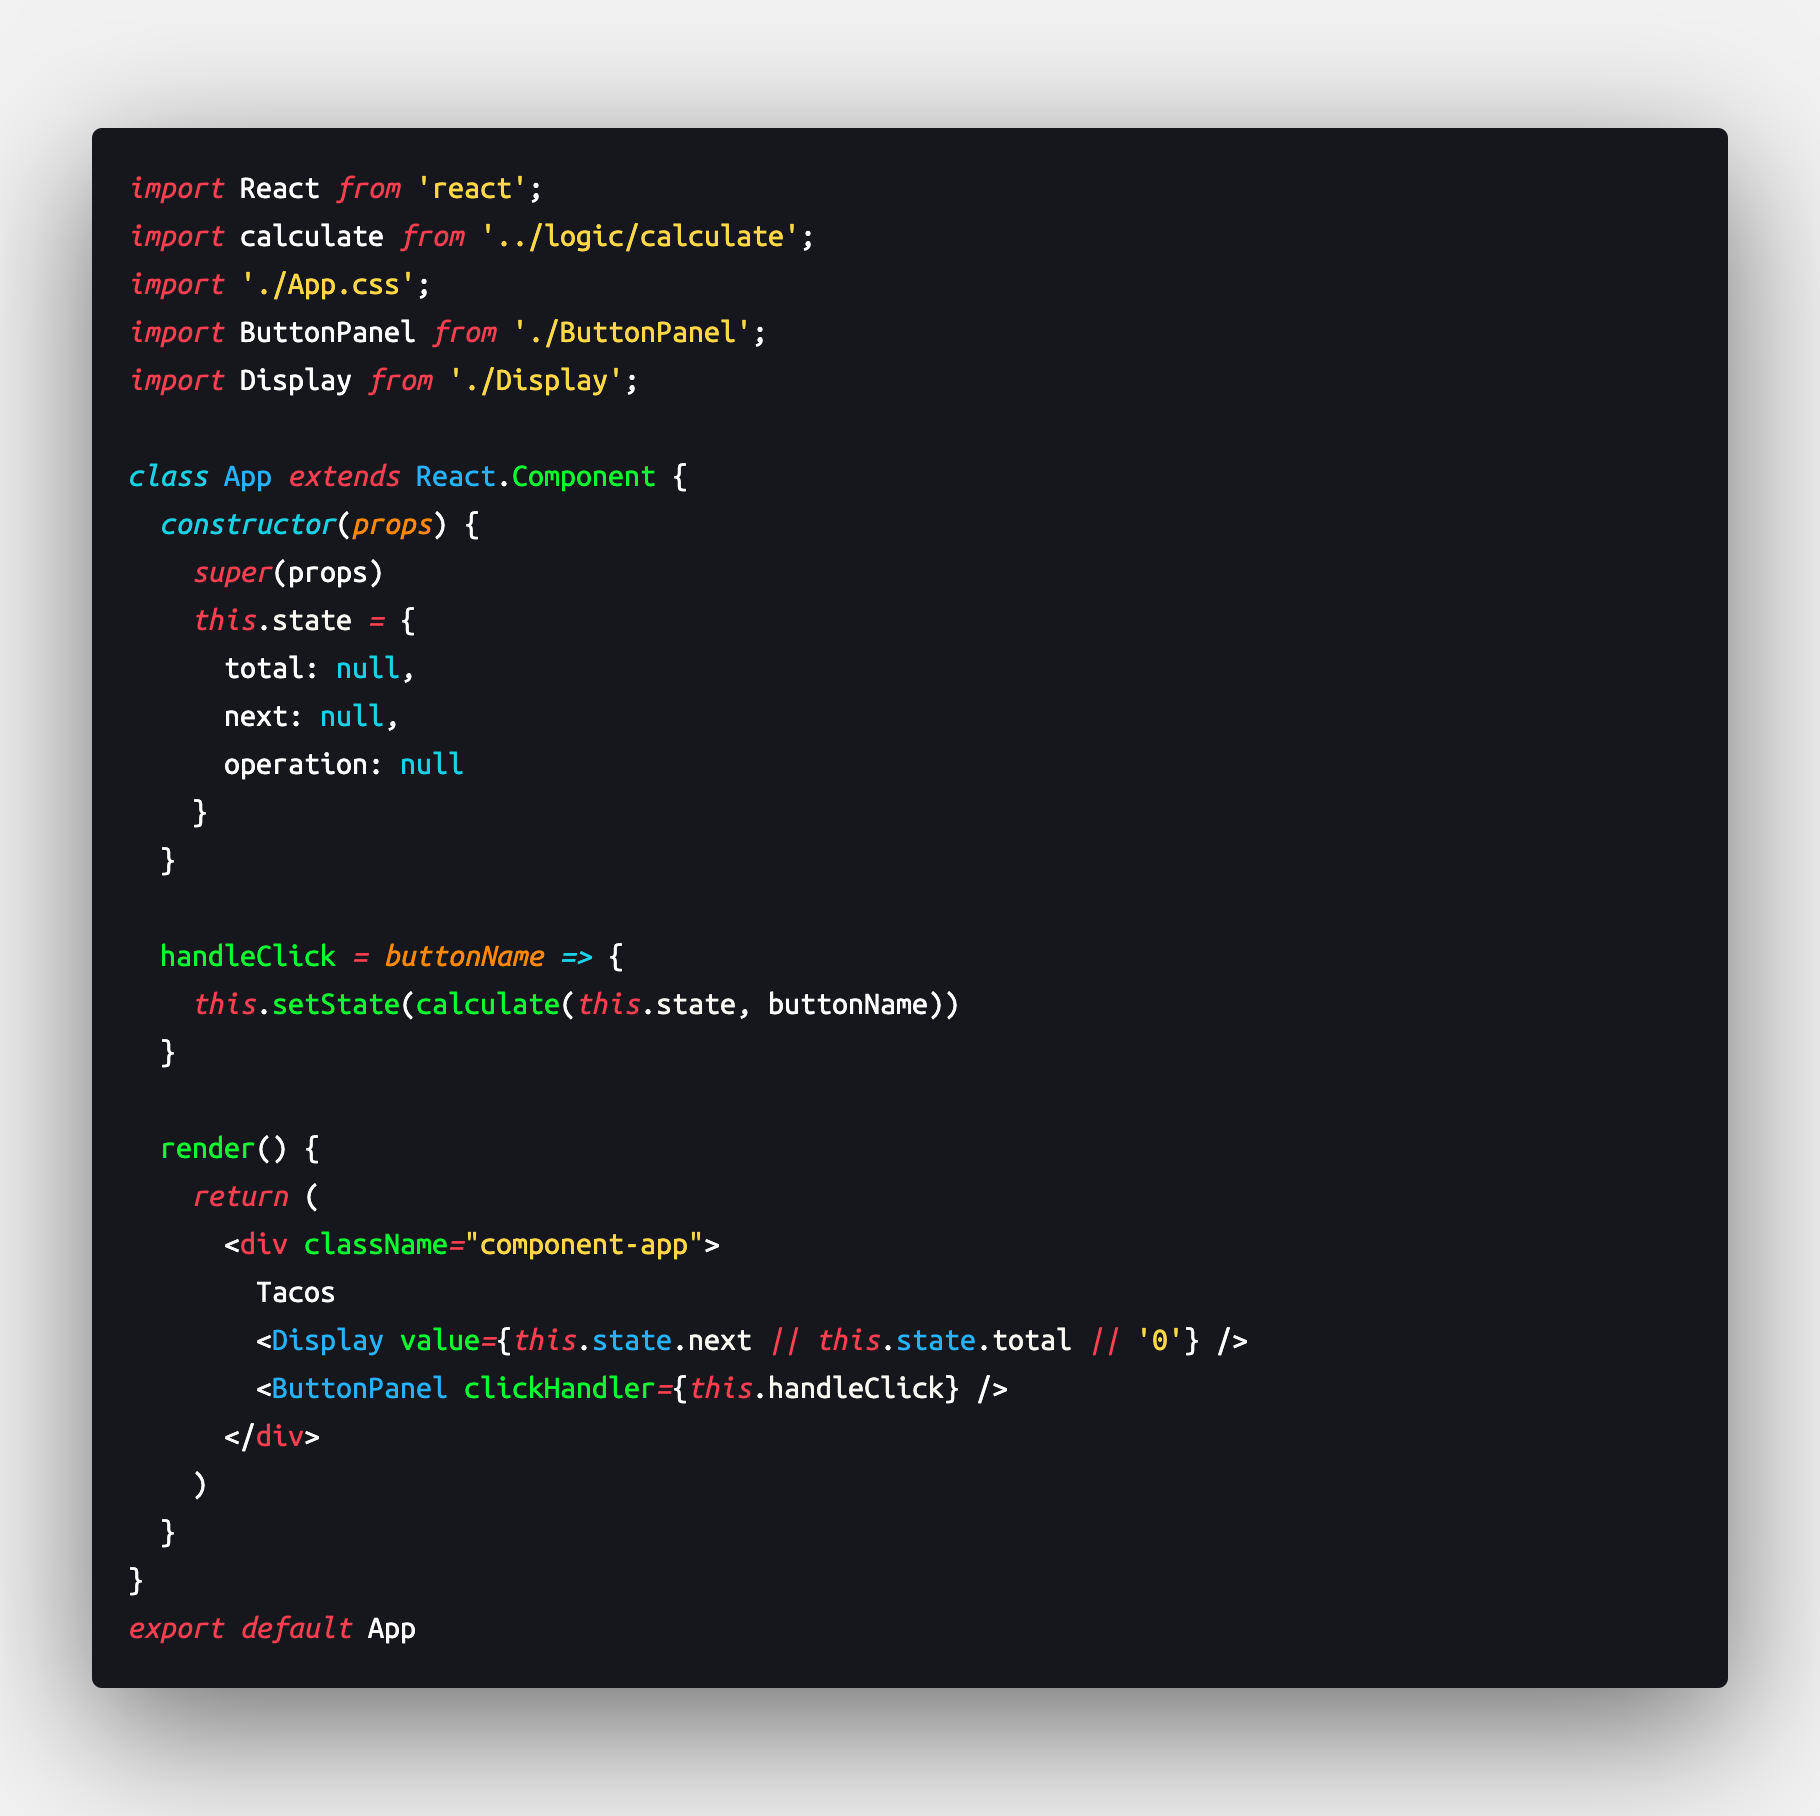 import React from 'react';
import calculate from '../logic/calculate';
import './App.css';
import ButtonPanel from './ButtonPanel';
import Display from './Display';

class App extends React.Component {
  constructor(props) {
    super(props)
    this.state = {
      total: null,
      next: null,
      operation: null
    }
  }

  handleClick = buttonName => {
    this.setState(calculate(this.state, buttonName))
  }

  render() {
    return (
      <div className="component-app">
        Tacos
        <Display value={this.state.next || this.state.total || '0'} />
        <ButtonPanel clickHandler={this.handleClick} />
      </div>
    )
  }
}
export default App